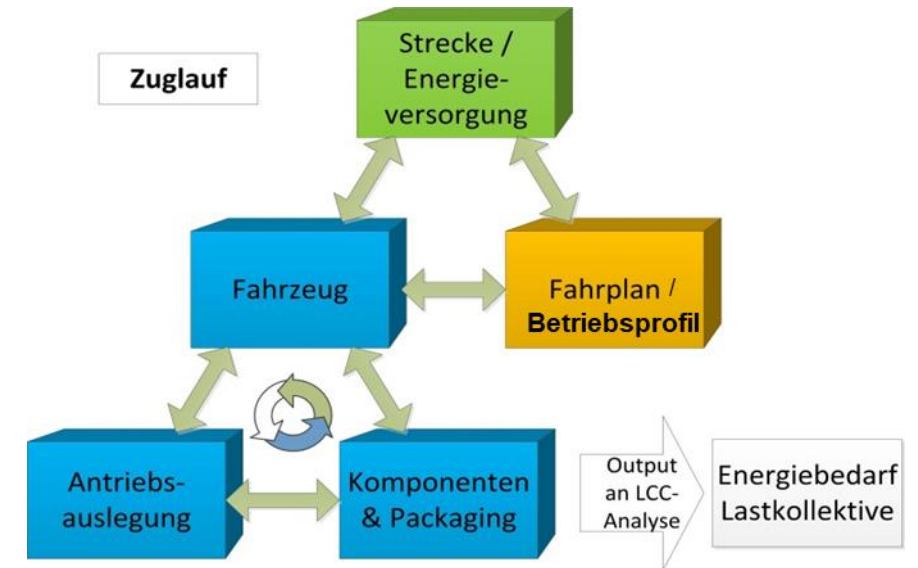 Zuglauf
Strecke /
Energie-
versorgung
Fahrzeug
Fahrplan /
Betriebsprofil
Antriebs-
auslegung
Komponenten
& Packaging
Output
an LCC-
Analyse
Energiebedarf
Lastkollektive